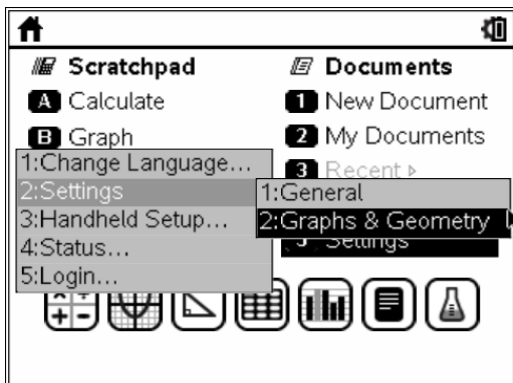 Scratchpad
A Calculate
B Graph
Documents
1 New Document
2 My Documents
3 Recent ▹
1:Change Language...
2:Settings
3:Handheld Setup...
4:Status...
5:Login...
1:General
2:Graphs & Geometry
5 Settings